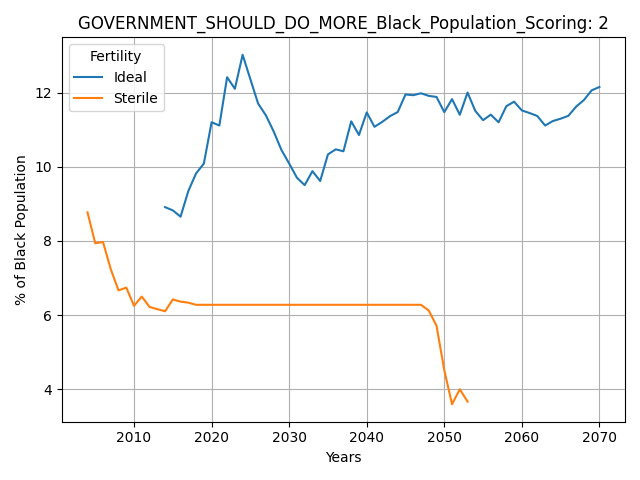 GOVERNMENT_SHOULD_DO_MORE_Black_Population_Scoring: 2
Fertility
Ideal
Sterile
% of Black Population
12
10
8
6
4
2010 2020 2030 2040 2050 2060 2070
Years